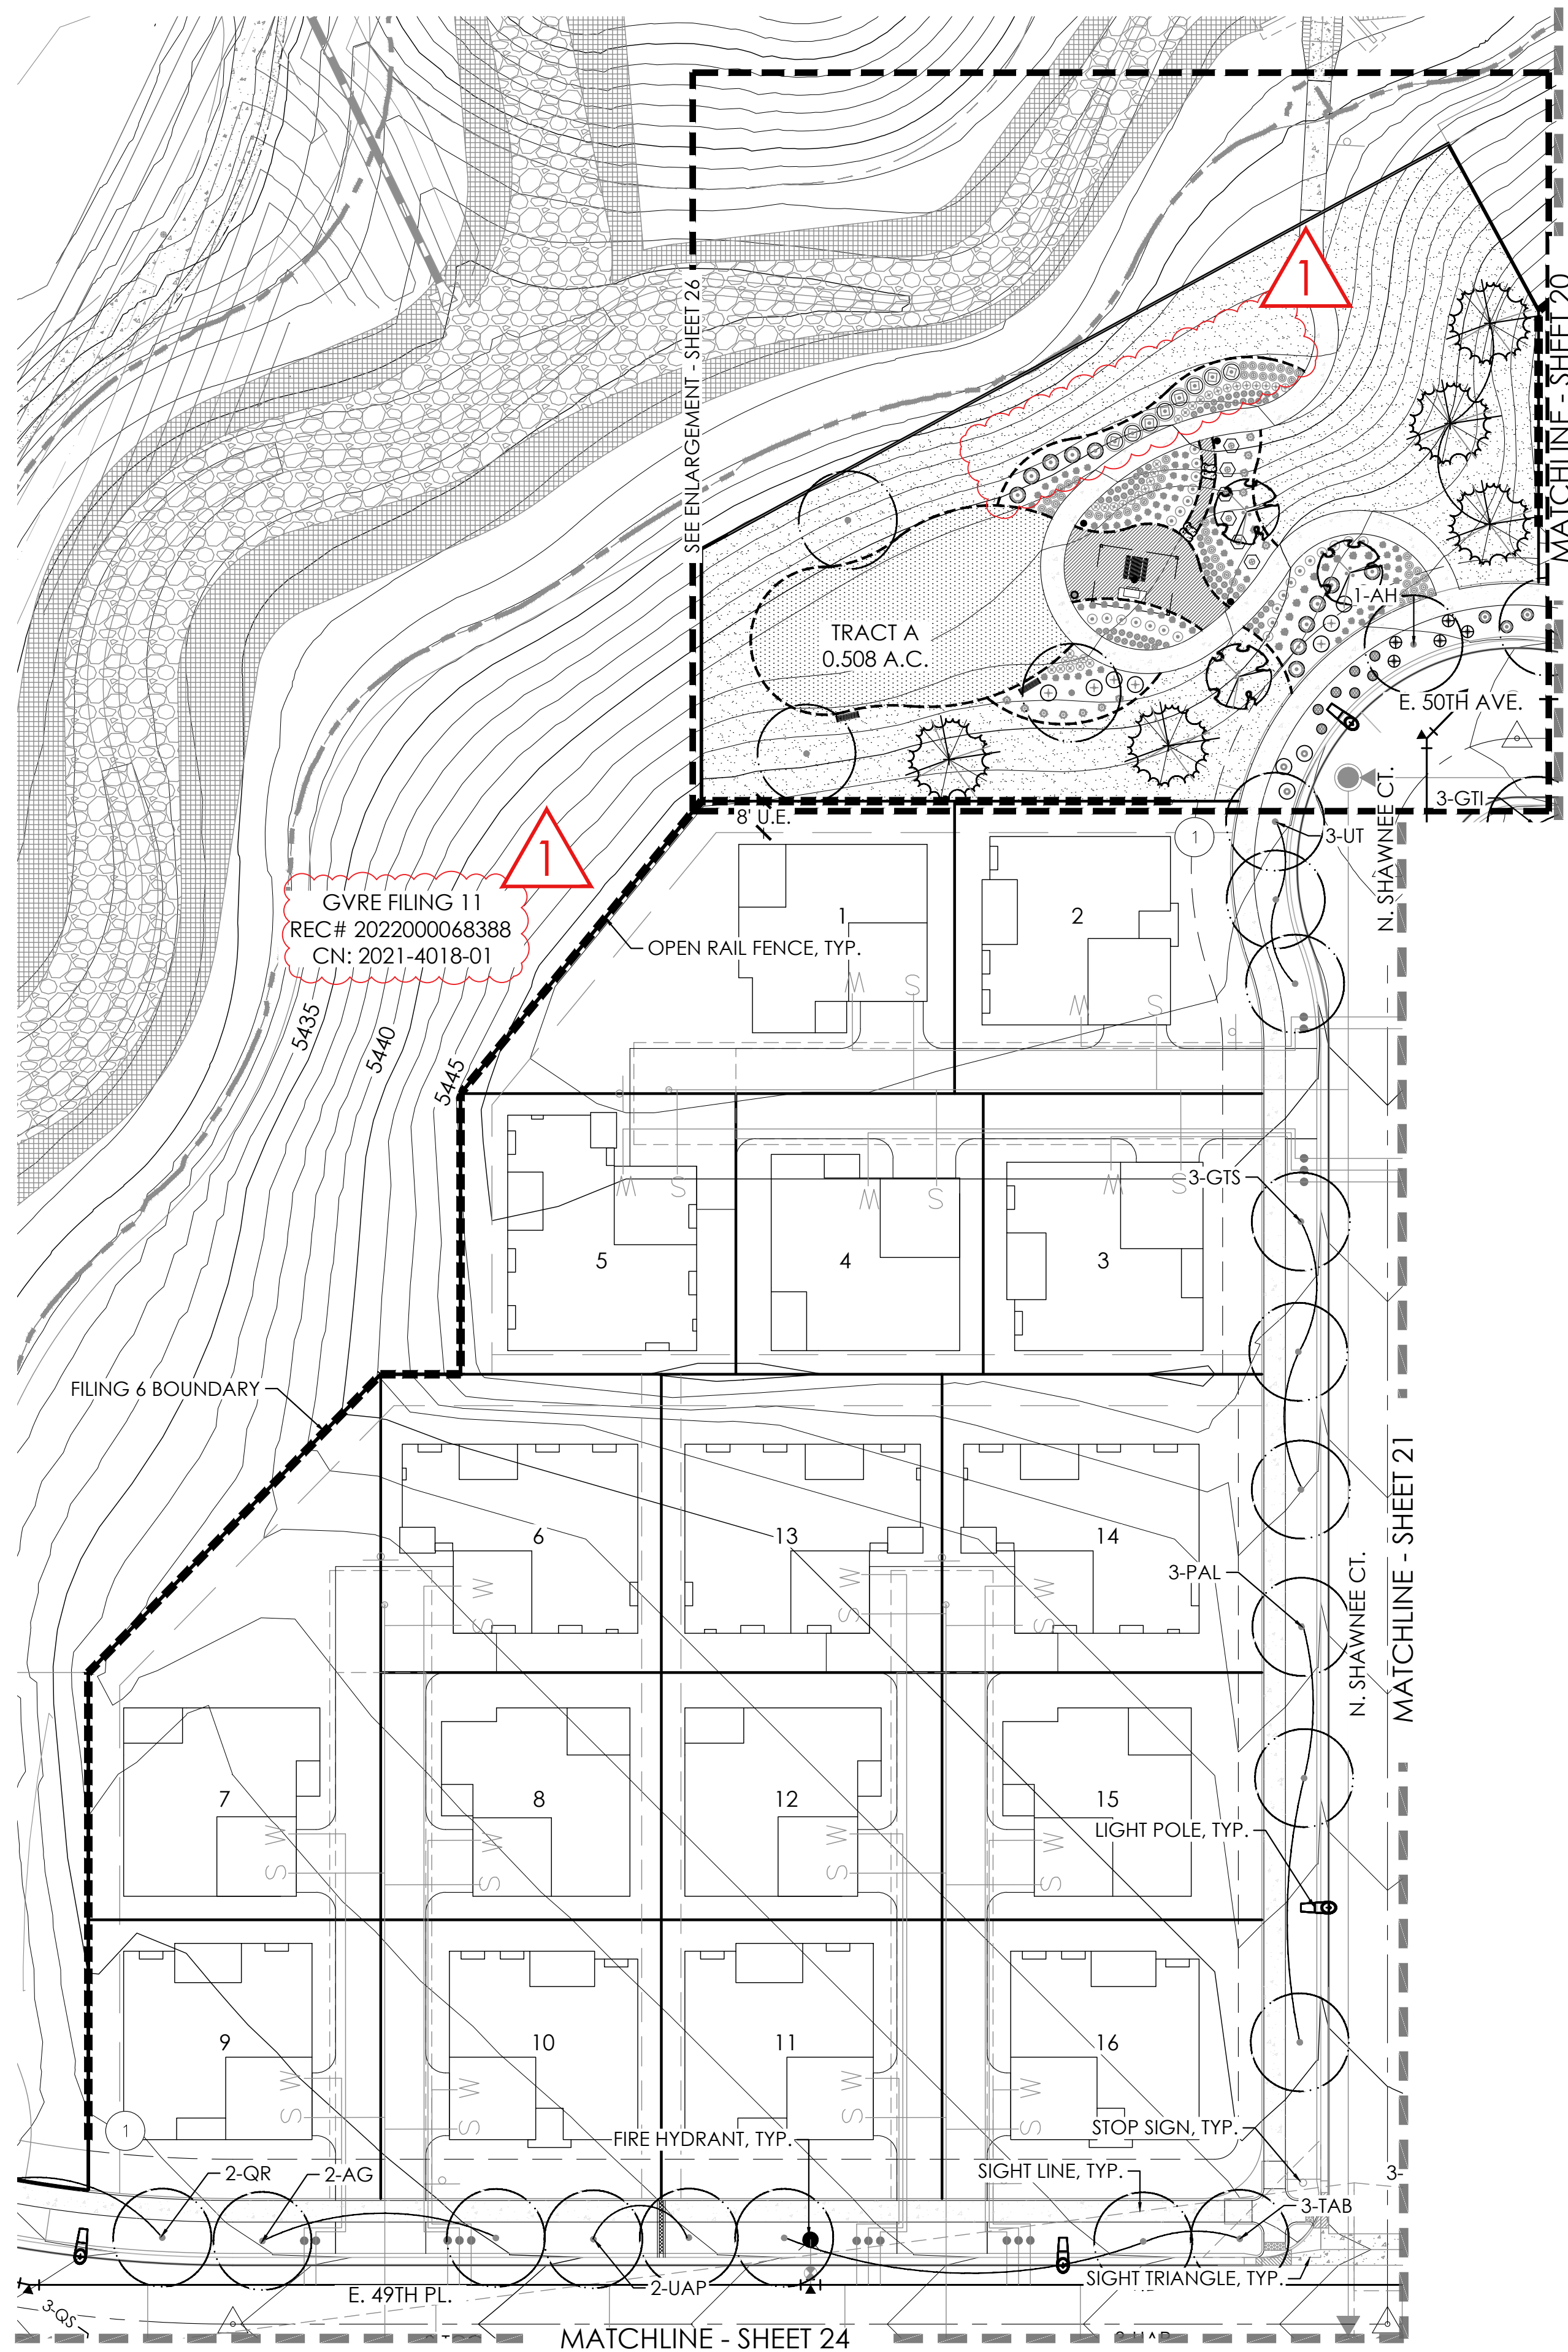 SEE ENLARGEMENT - SHEET 26
1
MATCHLINE - SHEET 20
TRACT A
0.508 A.C.
1-AH
E. 50TH AVE.
3-GTI
N. SHAWNEE CT.
3-UT
8' U.E.
1
1
GVRE FILING 11
REC# 2022000068388
CN: 2021-4018-01
OPEN RAIL FENCE, TYP.
1
2
W
S
W
S
5435
5440
5445
W
S
W
S
W
S
3-GTS
5
4
3
FILING 6 BOUNDARY
MATCHLINE - SHEET 21
6
13
14
3-PAL
N. SHAWNEE CT.
W
S
W
S
W
S
7
8
12
15
LIGHT POLE, TYP.
W
S
W
S
W
S
W
S
9
10
11
16
W
S
W
S
W
S
W
S
1
STOP SIGN, TYP.
FIRE HYDRANT, TYP.
SIGHT LINE, TYP.
3-
2-QR
2-AG
3-TAB
2-UAP
SIGHT TRIANGLE, TYP.
E. 49TH PL.
3-QS
MATCHLINE - SHEET 24